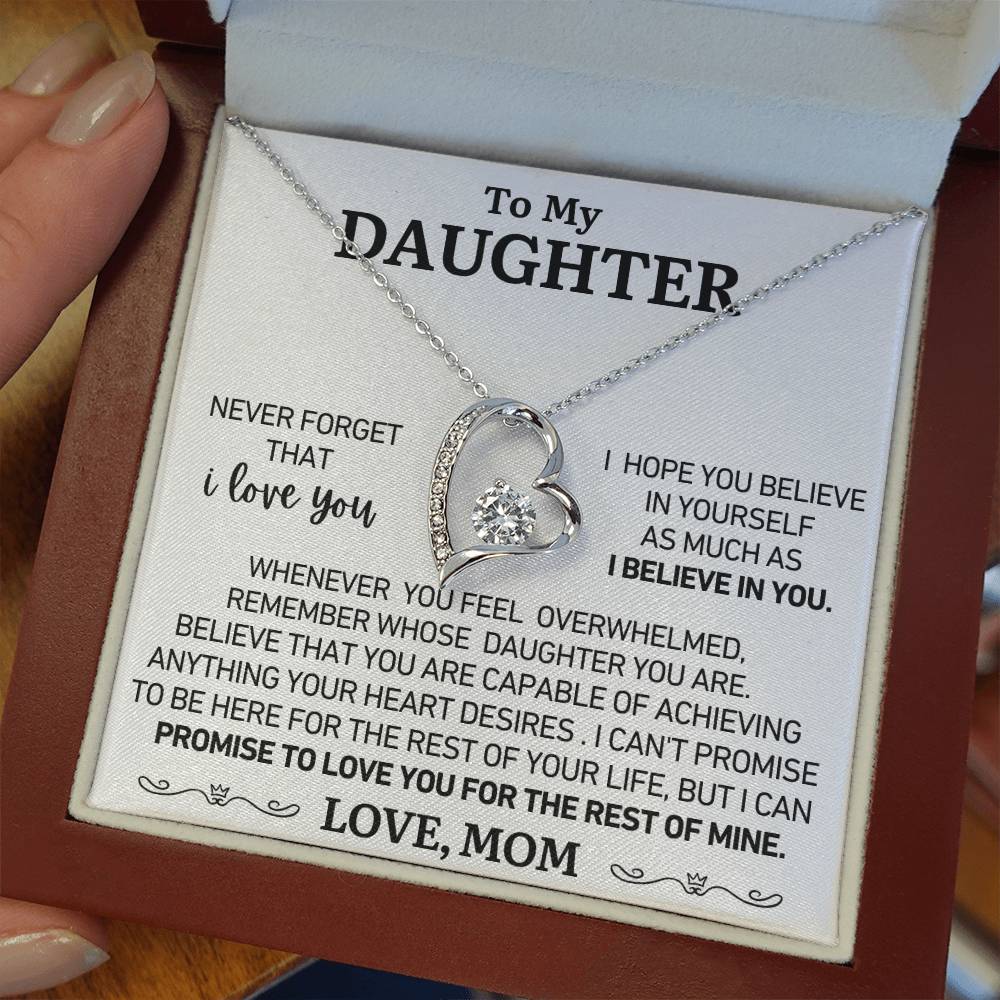 To My
DAUGHTER
NEVER FORGET
THAT
i love you
I HOPE YOU BELIEVE
IN YOURSELF
AS MUCH AS
I BELIEVE IN YOU.
WHENEVER YOU FEEL OVERWHELMED,
REMEMBER WHOSE DAUGHTER YOU ARE.
BELIEVE THAT YOU ARE CAPABLE OF ACHIEVING
ANYTHING YOUR HEART DESIRES . I CAN'T PROMISE
TO BE HERE FOR THE REST OF YOUR LIFE, BUT I CAN
PROMISE TO LOVE YOU FOR THE REST OF MINE.
LOVE, MOM